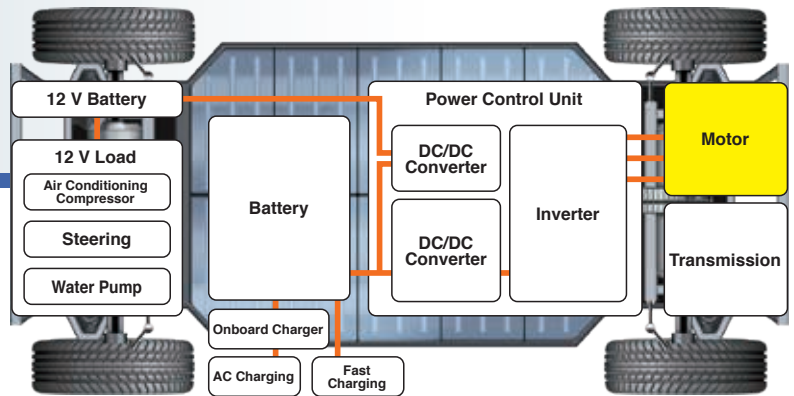 12 V Battery
12 V Load
Air Conditioning
Compressor
Steering
Water Pump
Battery
Onboard Charger
AC Charging
Fast
Charging
Power Control Unit
DC/DC
Converter
DC/DC
Converter
Inverter
Motor
Transmission